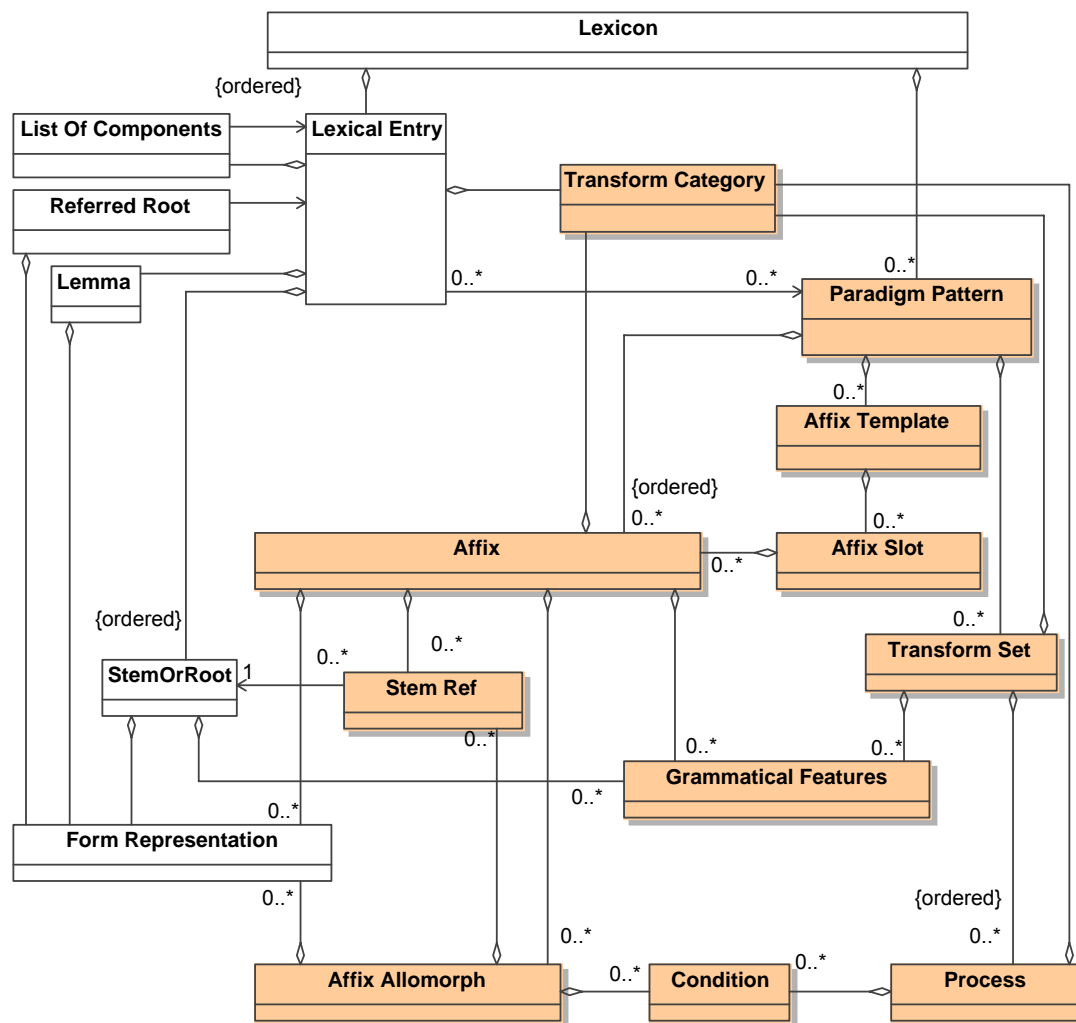 Lexicon
{ordered}
List Of Components
Lexical Entry
Transform Category
Referred Root
Lemma
0..*
0..*
0..*
Paradigm Pattern
0..*
Affix Template
{ordered}
0..*
0..*
Affix
0..*
Affix Slot
{ordered}
0..*
0..*
0..*
StemOrRoot
1
Stem Ref
Transform Set
0..*
0..*
0..*
Grammatical Features
0..*
0..*
Form Representation
0..*
{ordered}
0..*
0..*
0..*
0..*
Affix Allomorph
Condition
Process